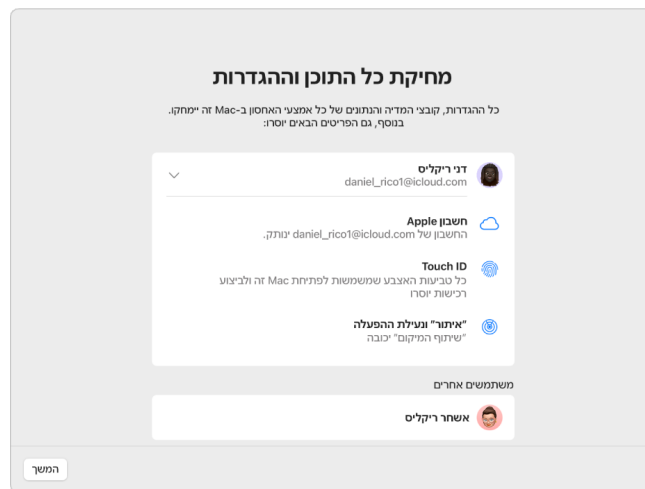 מחיקת כל התוכן וההגדרות
כל ההגדרות, קובצי המדיה והנתונים של כל אמצעי האחסון ב-Mac זה יימחקו.
בנוסף, גם הפריטים הבאים יוסרו:
דני ריקליס
daniel_rico1@icloud.com
חשבון Apple
החשבון של daniel_rico1@icloud.com ינותק.
Touch ID
כל טביעות האצבע שמשמשות לפתיחת Mac זה ולביצוע
רכישות יוסרו
״איתור״ ונעילת ההפעלה
״שיתוף המיקום״ יכובה
משתמשים אחרים
אשחר ריקליס
המשך